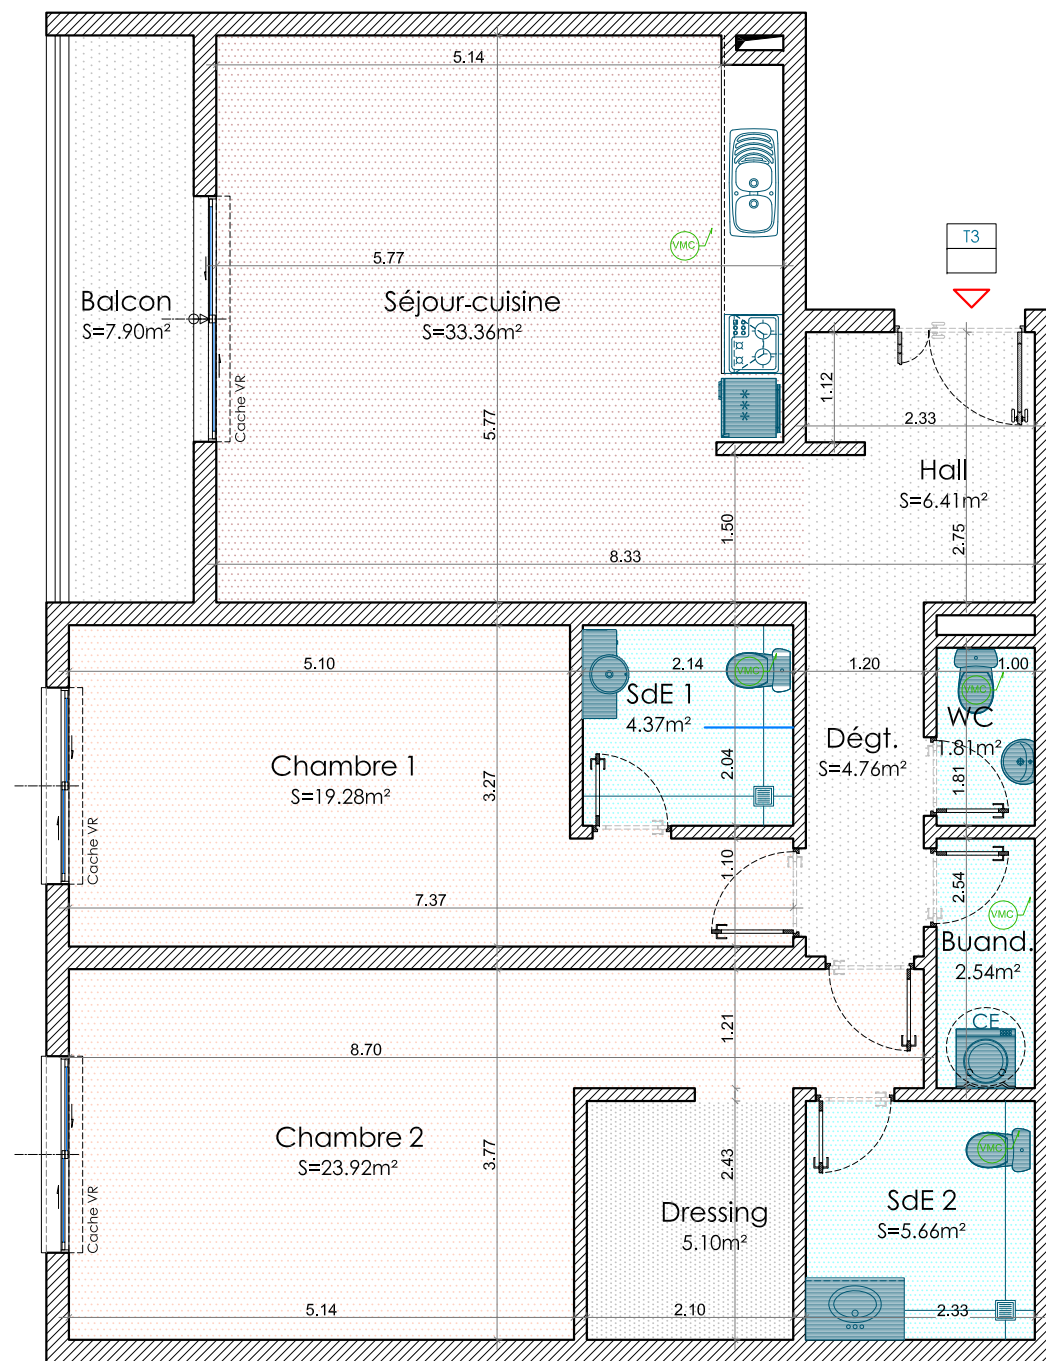 5.14
T3
VMC
5.77
Balcon
S=7.90m²
Séjour-cuisine
S=33.36m²
Cache VR
5.77
***
1.12
2.33
Hall
S=6.41m²
1.50
2.75
8.33
5.10
2.14
1.20
1.00
VMC
VMC
SdE 1
4.37m²
WC
1.81m²
Dégt.
S=4.76m²
Chambre 1
S=19.28m²
3.27
2.04
1.81
Cache VR
1.10
2.54
7.37
VMC
Buand.
2.54m²
CE
1.21
8.70
Chambre 2
S=23.92m²
3.77
2.43
VMC
Cache VR
Dressing
5.10m²
SdE 2
S=5.66m²
5.14
2.10
2.33